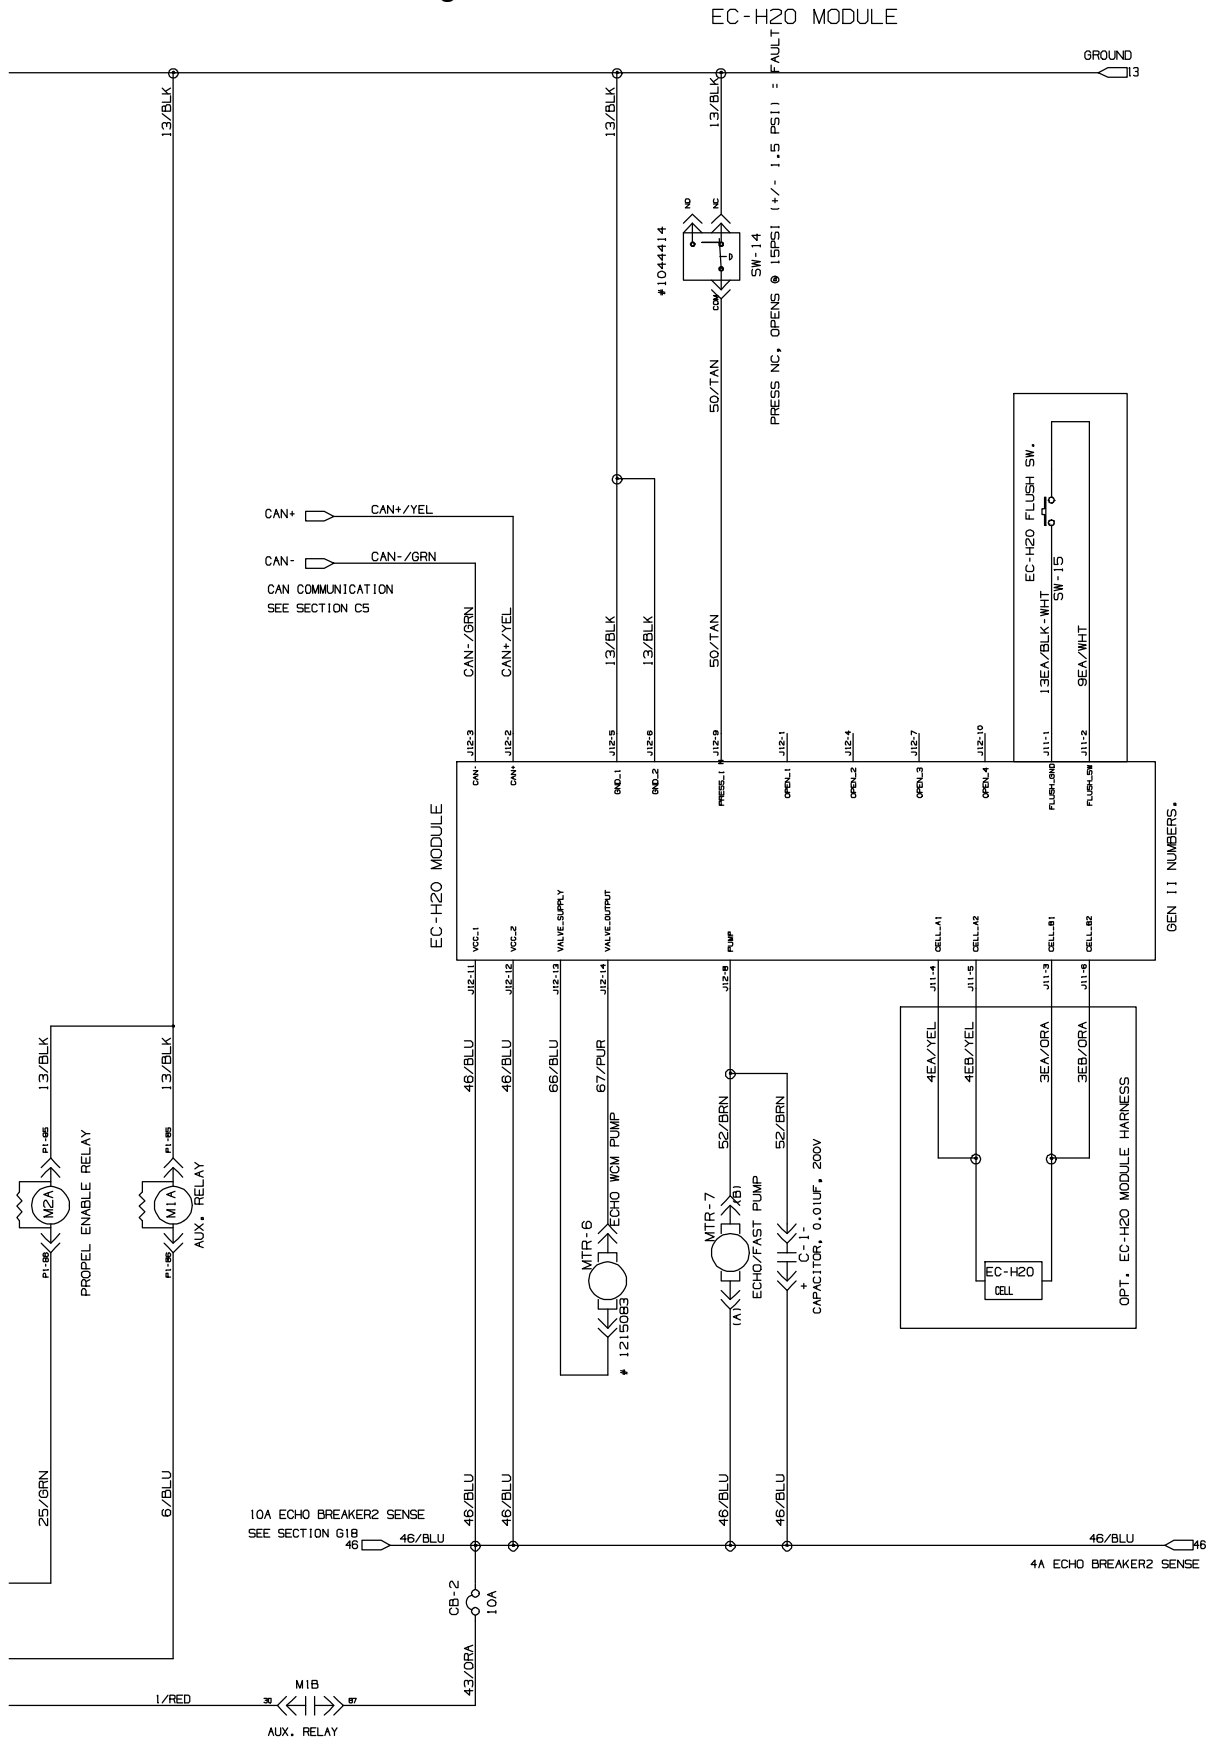 g
EC-H2O MODULE
GROUND
13
13/BLK
13/BLK
13/BLK
PRESS NC, OPENS @ 15PSI (+/- 1.5 PSI) = FAULT
NO
NC
#1044414
SW-14
COM
50/TAN
EC-H2O FLUSH SW.
SW-15
CAN+
CAN+/YEL
CAN-
CAN-/GRN
CAN COMMUNICATION
SEE SECTION C5
CAN-/GRN
CAN+/YEL
13/BLK
13/BLK
50/TAN
13EA/BLK-WHT
9EA/WHT
J12-3
J12-2
J12-5
J12-6
J12-9
J12-1
J12-4
J12-7
J12-10
J11-1
J11-2
CAN-
CAN+
GND_1
GND_2
PRESS_I N
OPEN_1
OPEN_2
OPEN_3
OPEN_4
FLUSH_GND
FLUSH_SW
EC-H2O MODULE
GEN II NUMBERS.
VCC_1
VCC_2
VALVE_SUPPLY
VALVE_OUTPUT
PUMP
CELL_A1
CELL_A2
CELL_B1
CELL_B2
J12-11
J12-12
J12-13
J12-14
J12-8
J11-4
J11-5
J11-3
J11-6
13/BLK
13/BLK
46/BLU
46/BLU
66/BLU
67/PUR
52/BRN
52/BRN
4EA/YEL
4EB/YEL
3EA/ORA
3EB/ORA
P1-85
M2A
P1-86
PROPEL ENABLE RELAY
P1-85
M1A
P1-86
AUX. RELAY
MTR-6
ECHO WCM PUMP
# 1215083
MTR-7
(B)
(A)
ECHO/FAST PUMP
C-1-
+
CAPACITOR, 0.01UF, 200V
EC-H2O
CELL
OPT. EC-H2O MODULE HARNESS
25/GRN
6/BLU
46/BLU
46/BLU
46/BLU
46/BLU
10A ECHO BREAKER2 SENSE
SEE SECTION G18
46
46/BLU
46/BLU
46
4A ECHO BREAKER2 SENSE
CB-2
10A
43/ORA
1/RED
30
M1B
87
AUX. RELAY